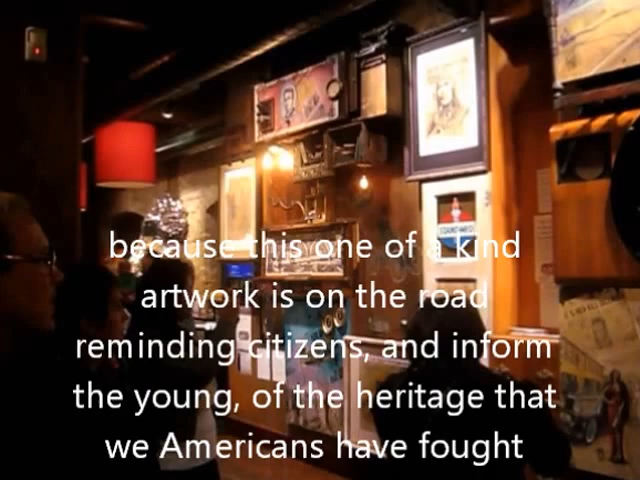 STANDARD
because this one of a kind
artwork is on the road
reminding citizens, and inform
the young, of the heritage that
we Americans have fought